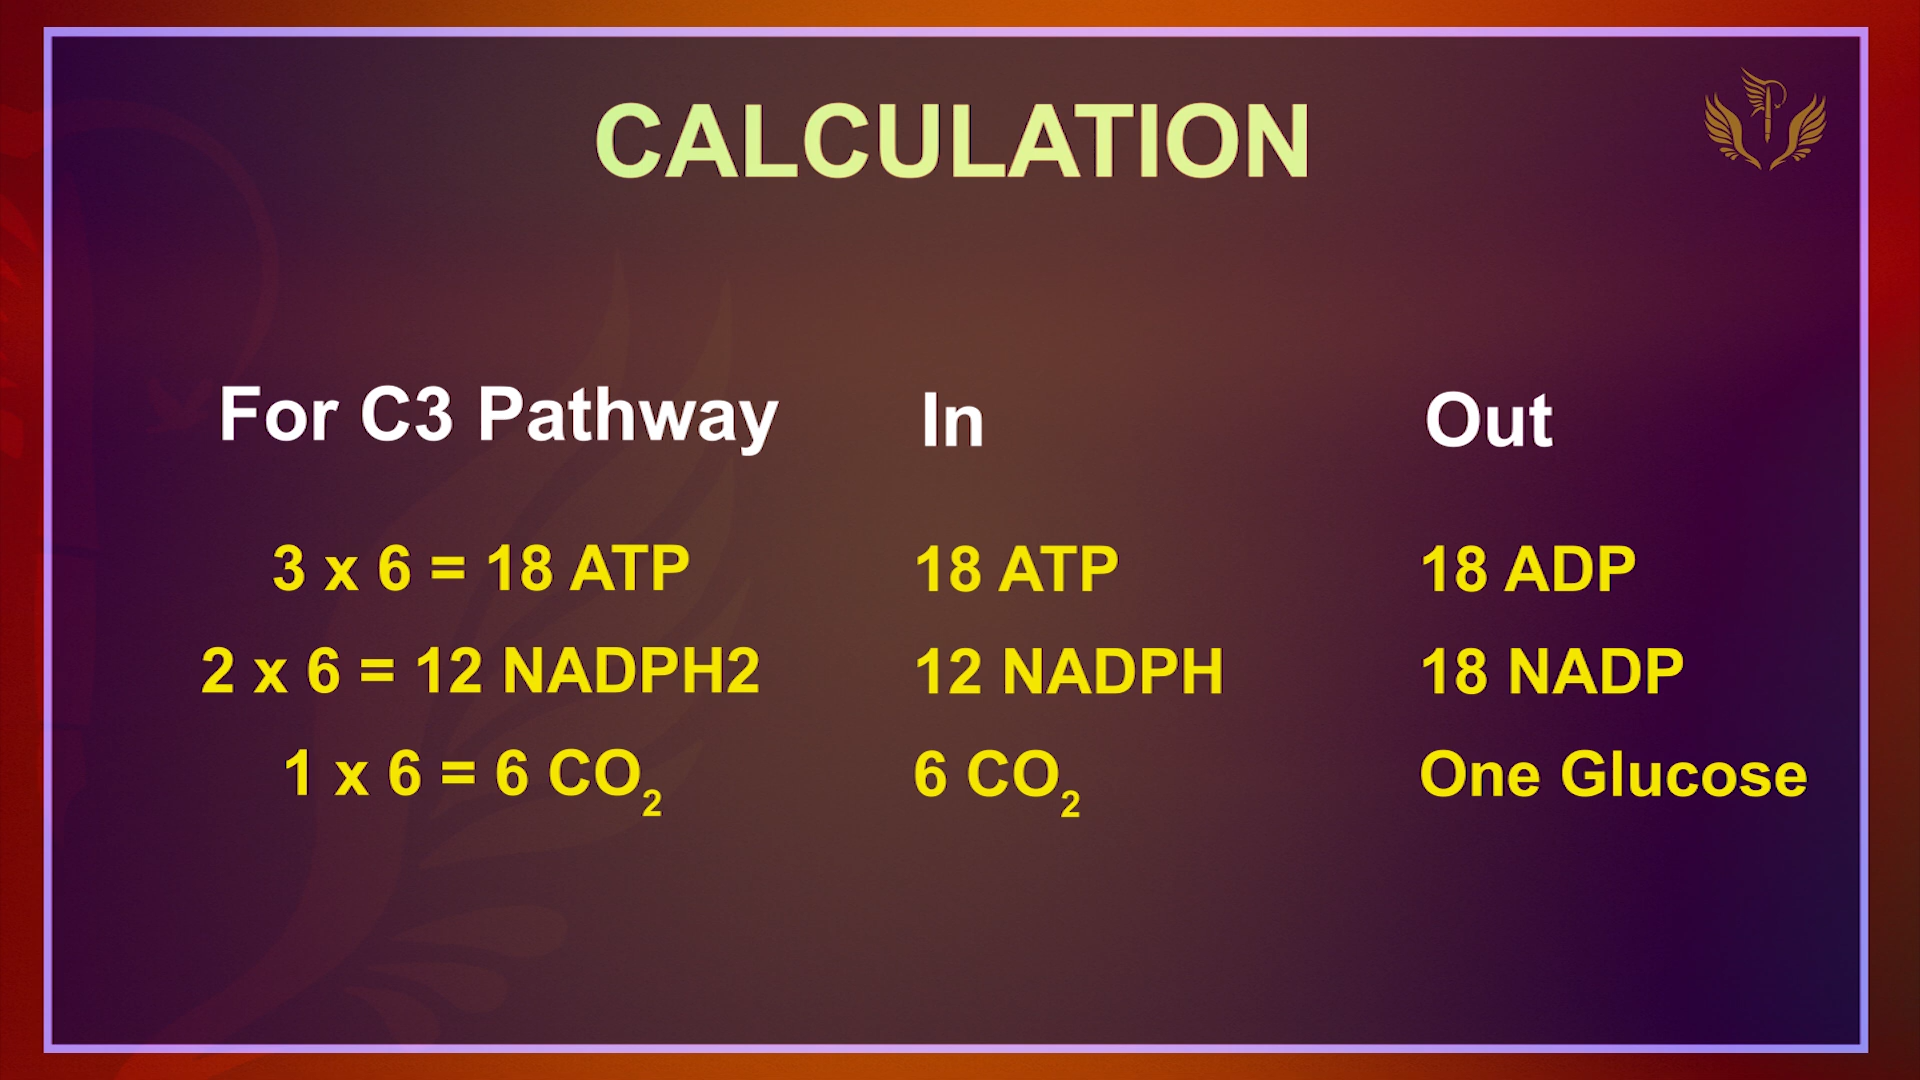 CALCULATION
For C3 Pathway In Out
3 x 6 = 18 ATP 18 ATP 18 ADP
2 x 6 = 12 NADPH2 12 NADPH 18 NADP
1 x 6 = 6 CO₂ 6 CO₂ One Glucose